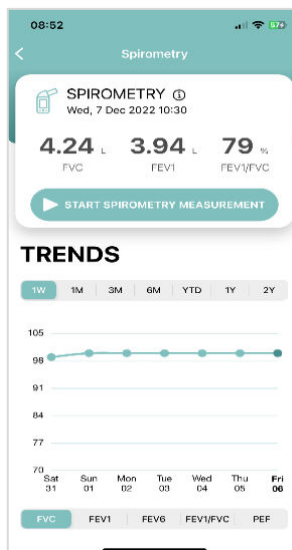 08:52 57
Spirometry
SPIROMETRY
Wed, 7 Dec 2022 10:30
4.24 L 3.94 L 79 %
FVC FEV1 FEV1/FVC
START SPIROMETRY MEASUREMENT
TRENDS
1W 1M 3M 6M YTD 1Y 2Y
105
98
91
84
77
70
Sat Sun Mon Tue Wed Thu Fri
31 01 02 03 04 05 06
FVC FEV1 FEV6 FEV1/FVC PEF